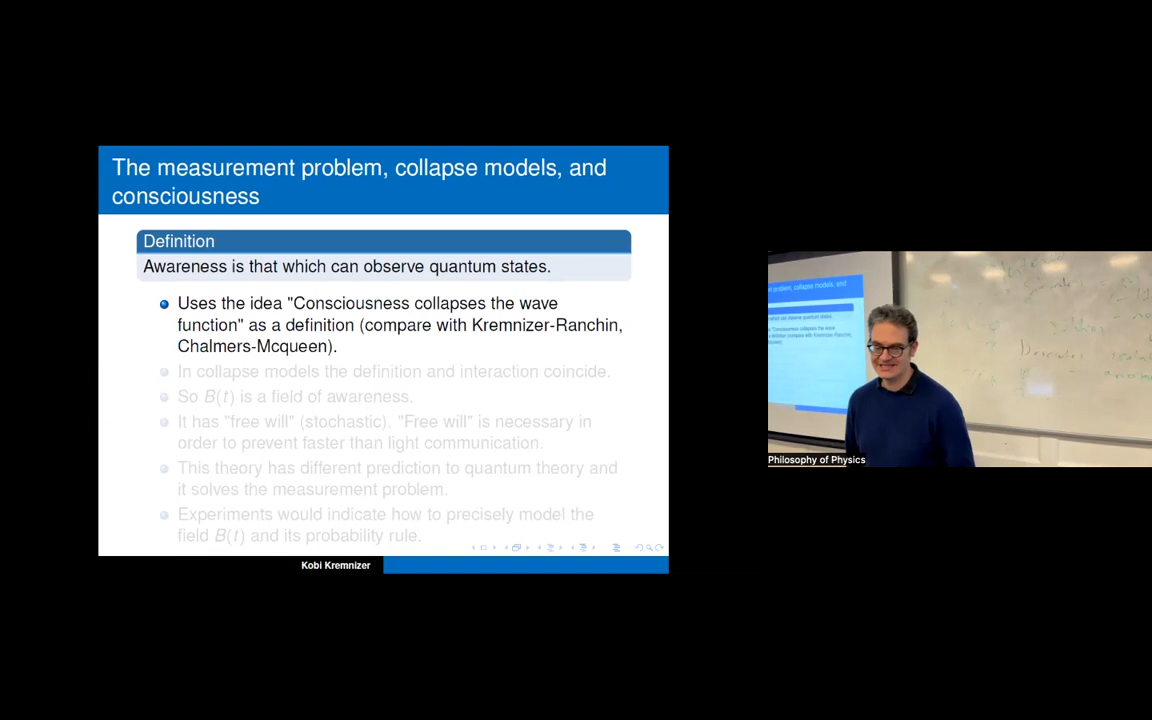 The measurement problem, collapse models, and
consciousness
Definition
Awareness is that which can observe quantum states.
Uses the idea "Consciousness collapses the wave
function" as a definition (compare with Kremnizer-Ranchin,
Chalmers-Mcqueen).
In collapse models the definition and interaction coincide.
So B(t) is a field of awareness.
It has "free will" (stochastic). "Free will" is necessary in
order to prevent faster than light communication.
This theory has different prediction to quantum theory and
it solves the measurement problem.
Experiments would indicate how to precisely model the
field B(t) and its probability rule.
Kobi Kremnizer
Philosophy of Physics